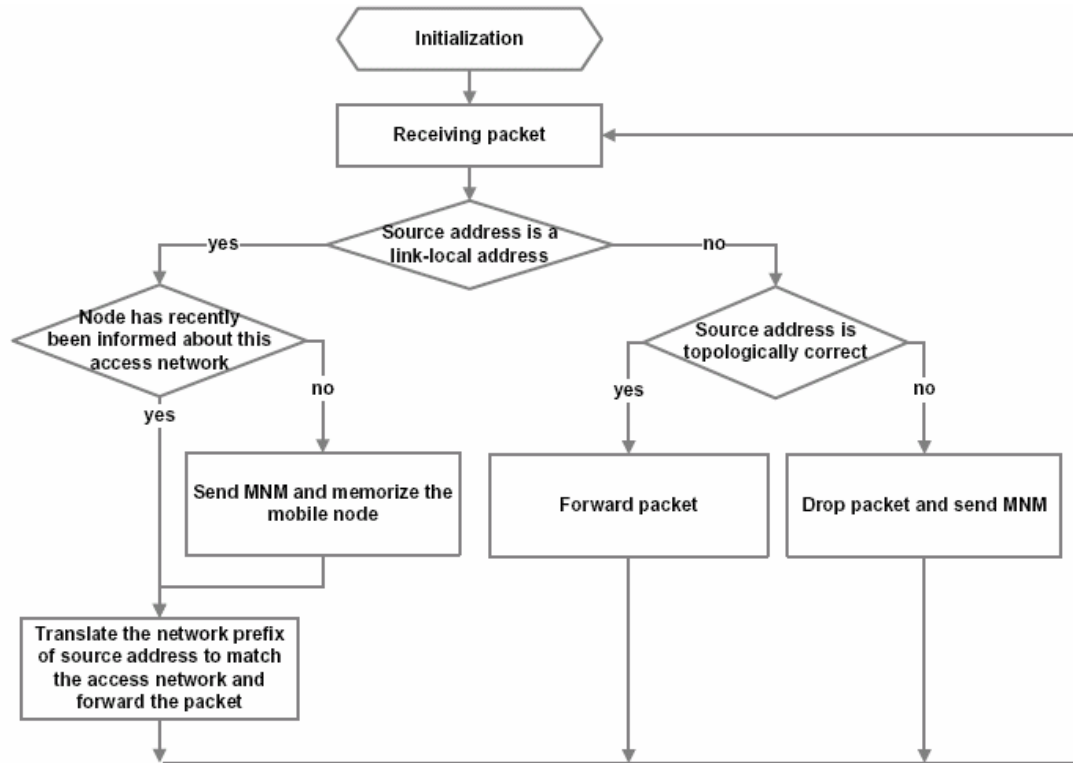 Initialization
Receiving packet
Source address is a
link-local address
yes
no
Node has recently
been informed about this
access network
Source address is
topologically correct
no
yes
yes
no
Send MNM and memorize the
mobile node
Forward packet
Drop packet and send MNM
Translate the network prefix
of source address to match
the access network and
forward the packet